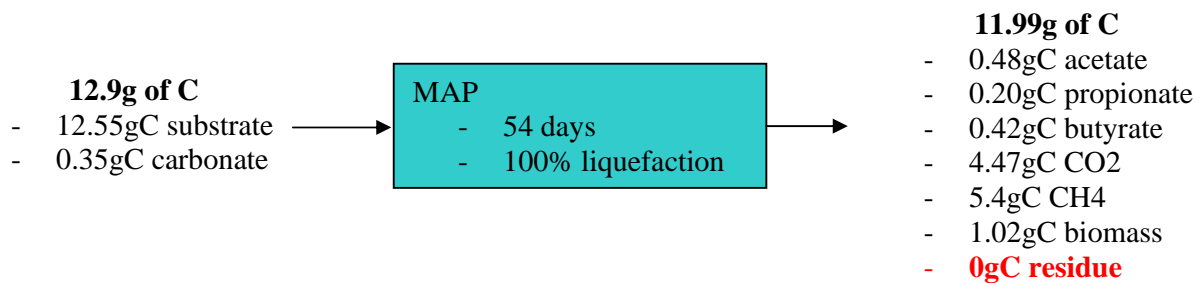 12.9g of C
- 12.55gC substrate
- 0.35gC carbonate
MAP
- 54 days
- 100% liquefaction
11.99g of C
- 0.48gC acetate
- 0.20gC propionate
- 0.42gC butyrate
- 4.47gC CO2
- 5.4gC CH4
- 1.02gC biomass
- 0gC residue